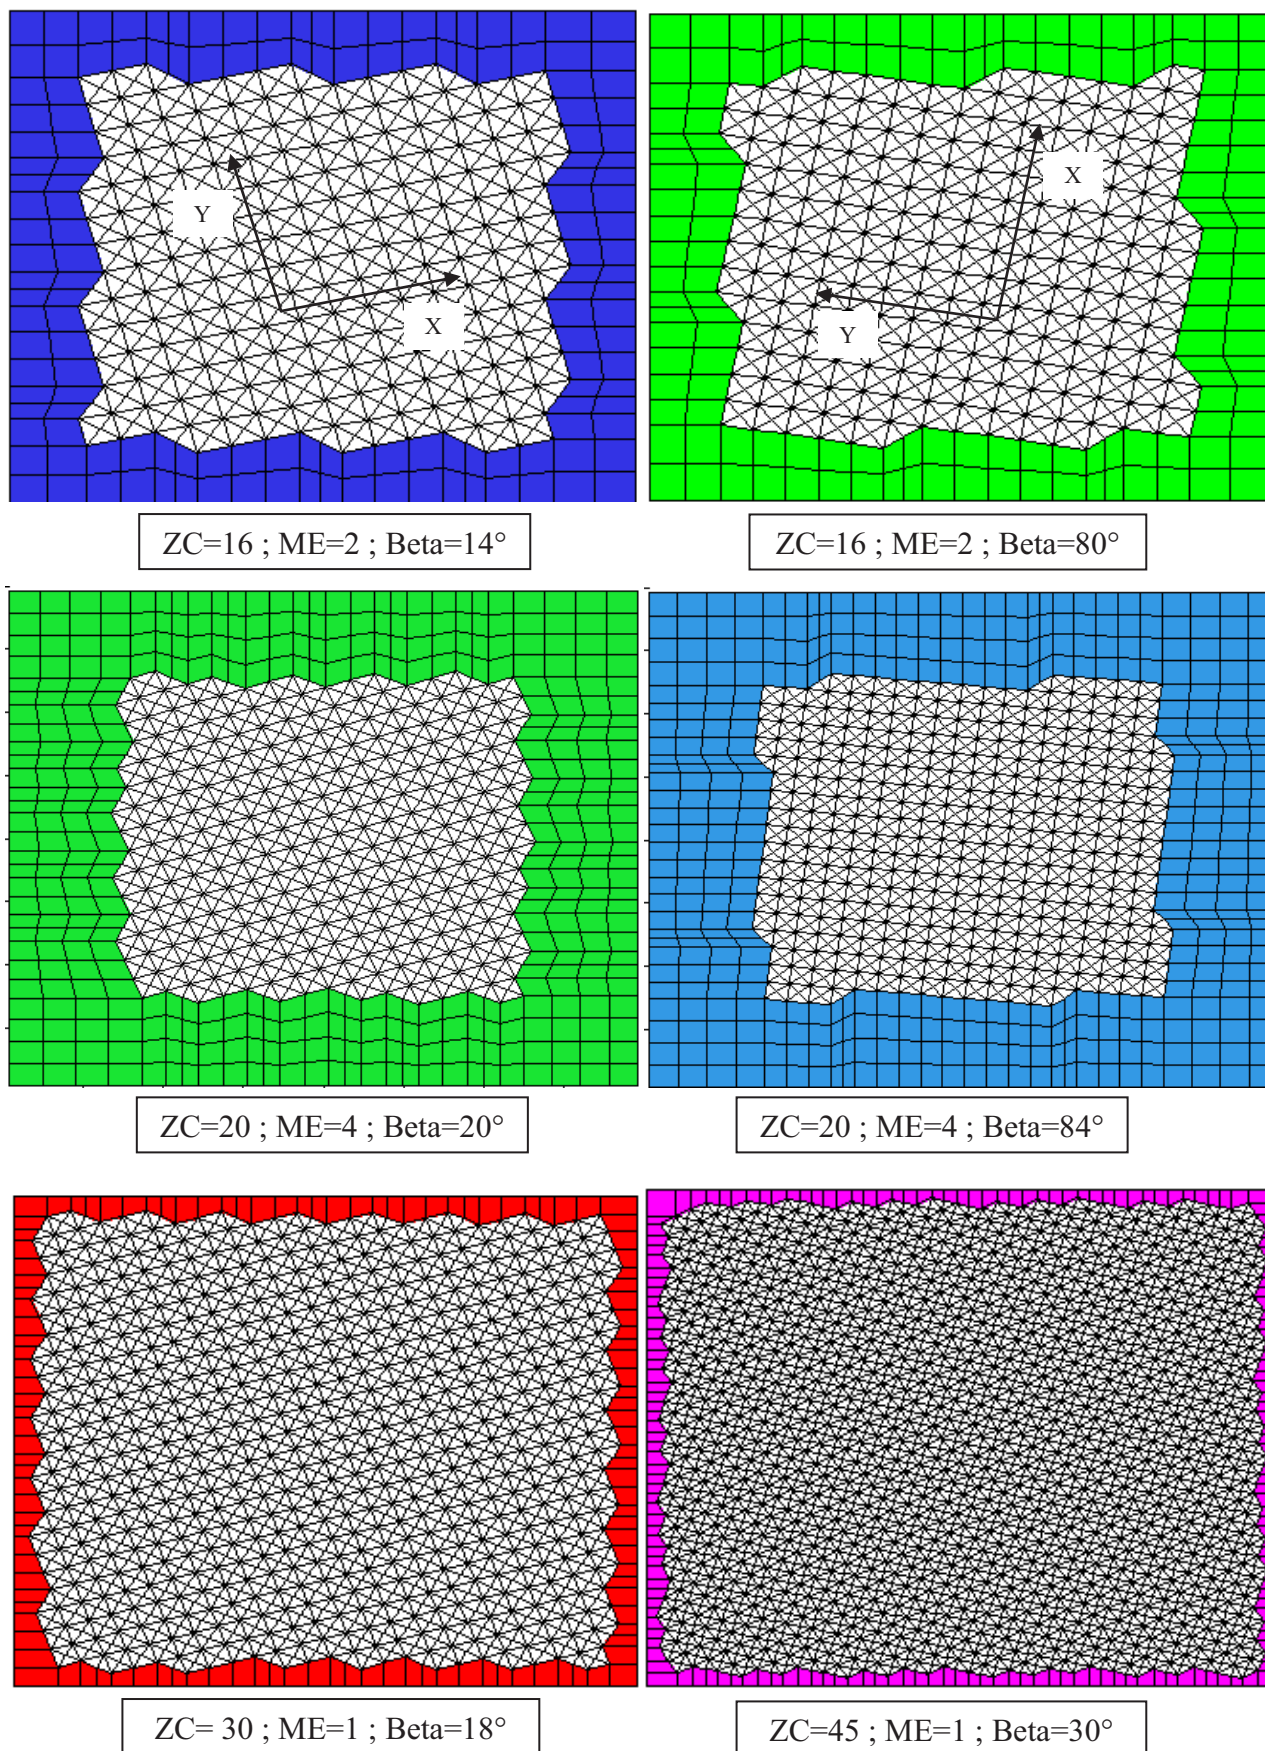 Y
X
X
Y
ZC=16 ; ME=2 ; Beta=14°
ZC=16 ; ME=2 ; Beta=80°
ZC=20 ; ME=4 ; Beta=20°
ZC=20 ; ME=4 ; Beta=84°
ZC= 30 ; ME=1 ; Beta=18°
ZC=45 ; ME=1 ; Beta=30°